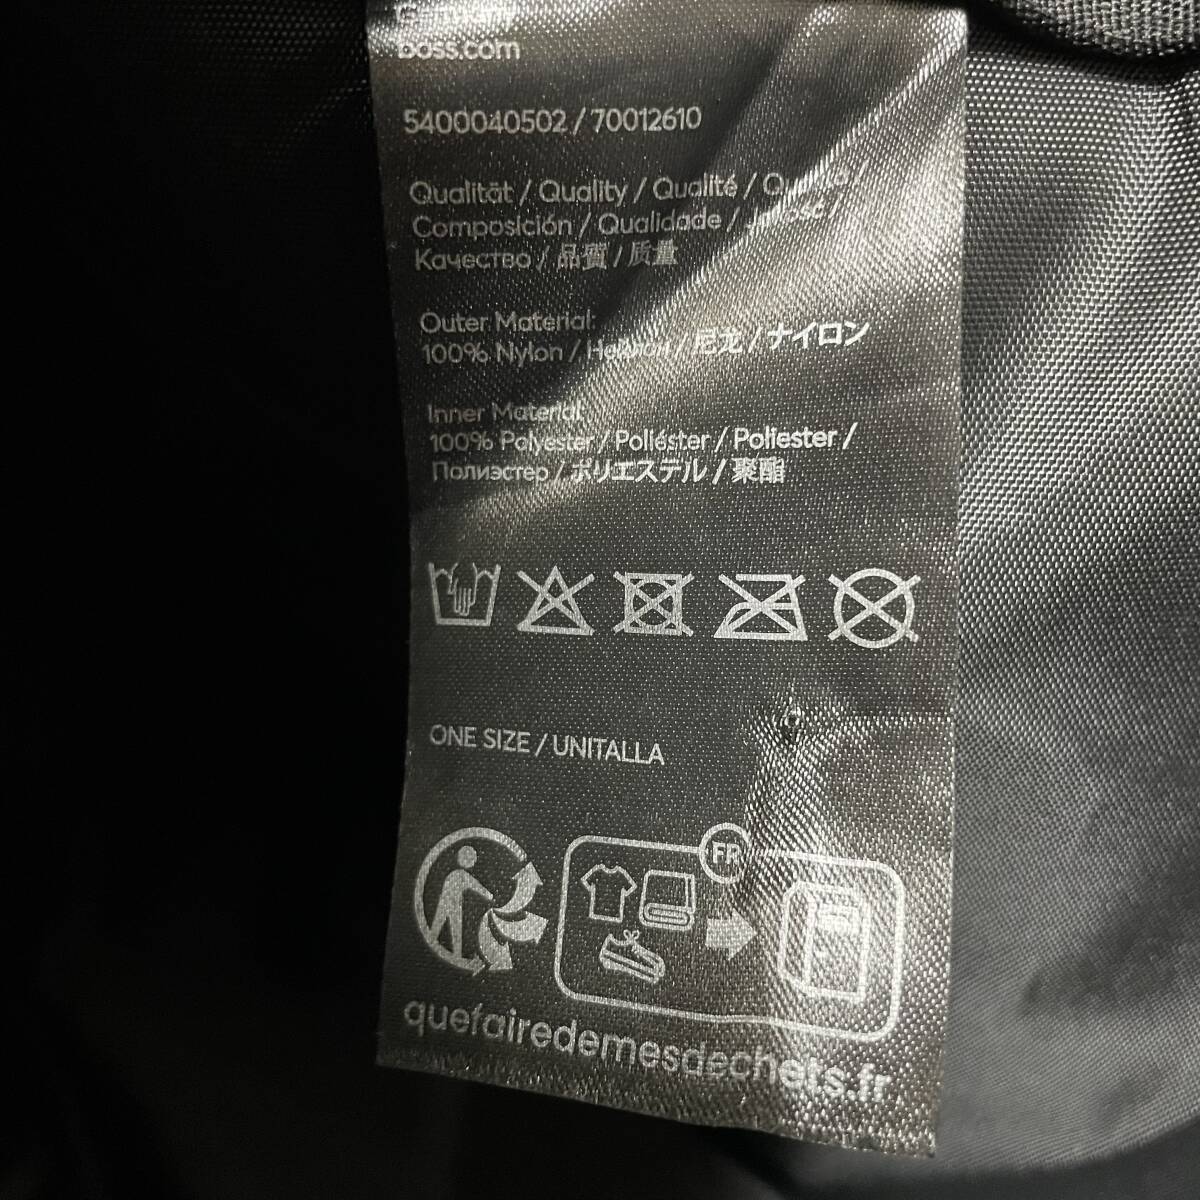 Germany
boss.com
5400040502 / 70012610
Qualität / Quality / Qualité /
Composición / Qualidade /
Качество / 品質 / 质量
Outer Material:
100% Nylon / / 尼龙 / ナイロン
Inner Material:
100% Polyester / Poliéster / Poliester /
Полиэстер / ポリエステル / 聚酯
ONE SIZE / UNITALLA
FR
quefairedemesdechets.fr